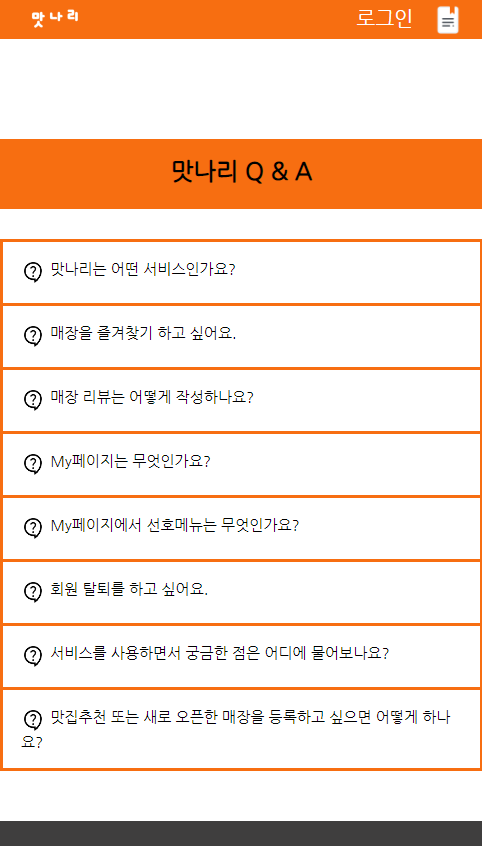 맛나리
로그인
맛나리 Q & A
맛나리는 어떤 서비스인가요?
매장을 즐겨찾기 하고 싶어요.
매장 리뷰는 어떻게 작성하나요?
My페이지는 무엇인가요?
My페이지에서 선호메뉴는 무엇인가요?
회원 탈퇴를 하고 싶어요.
서비스를 사용하면서 궁금한 점은 어디에 물어보나요?
맛집추천 또는 새로 오픈한 매장을 등록하고 싶으면 어떻게 하나
요?